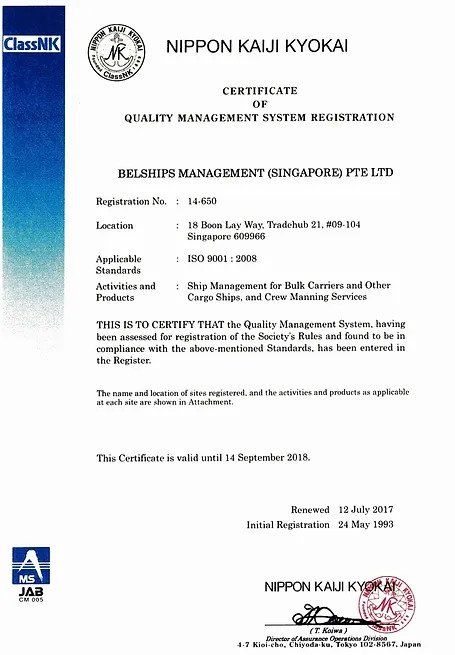 ClassNK
NIPPON KAIJI KYOKAI
ClassNK
NIPPON KAIJI KYOKAI
CERTIFICATE
OF
QUALITY MANAGEMENT SYSTEM REGISTRATION
BELSHIPS MANAGEMENT (SINGAPORE) PTE LTD
Registration No. : 14-650
Location : 18 Boon Lay Way, Tradehub 21, #09-104
Singapore 609966
Applicable : ISO 9001 : 2008
Standards
Activities and : Ship Management for Bulk Carriers and Other
Products Cargo Ships, and Crew Manning Services
THIS IS TO CERTIFY THAT the Quality Management System, having
been assessed for registration of the Society's Rules and found to be in
compliance with the above-mentioned Standards, has been entered in
the Register.
The name and location of sites registered, and the activities and products as applicable
at each site are shown in Attachment.
This Certificate is valid until 14 September 2018.
Renewed 12 July 2017
Initial Registration 24 May 1993
MS
JAB
CM 005
NIPPON KAIJI KYOKAI
KAIJI KYOKAI
NK
ClassNK
( T. Koiwa )
Director of Assurance Operations Division
4-7 Kioi-cho, Chiyoda-ku, Tokyo 102-8567, Japan